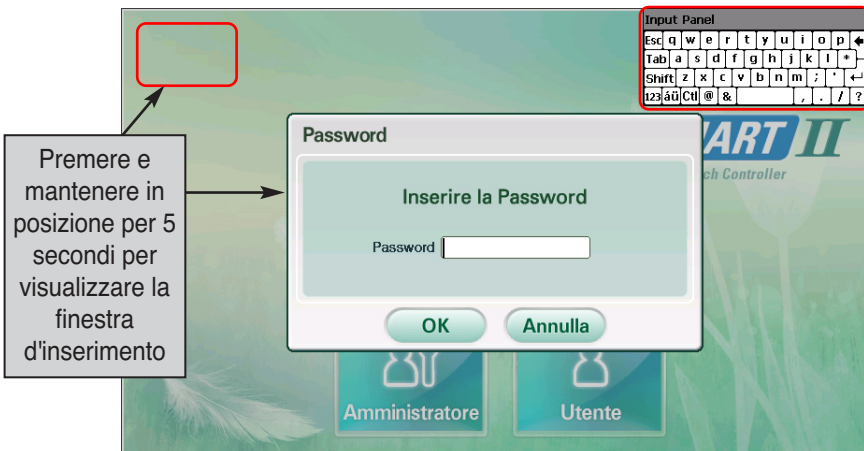 Input Panel
Esc q w e r t y u i o p
Tab a s d f g h j k l *
Shift z x c v b n m ; '
123 áü Ctl @ & , . / ?
ART II
ch Controller
Premere e
mantenere in
posizione per 5
secondi per
visualizzare la
finestra
d'inserimento
Password
Inserire la Password
Password
OK Annulla
Amministratore Utente